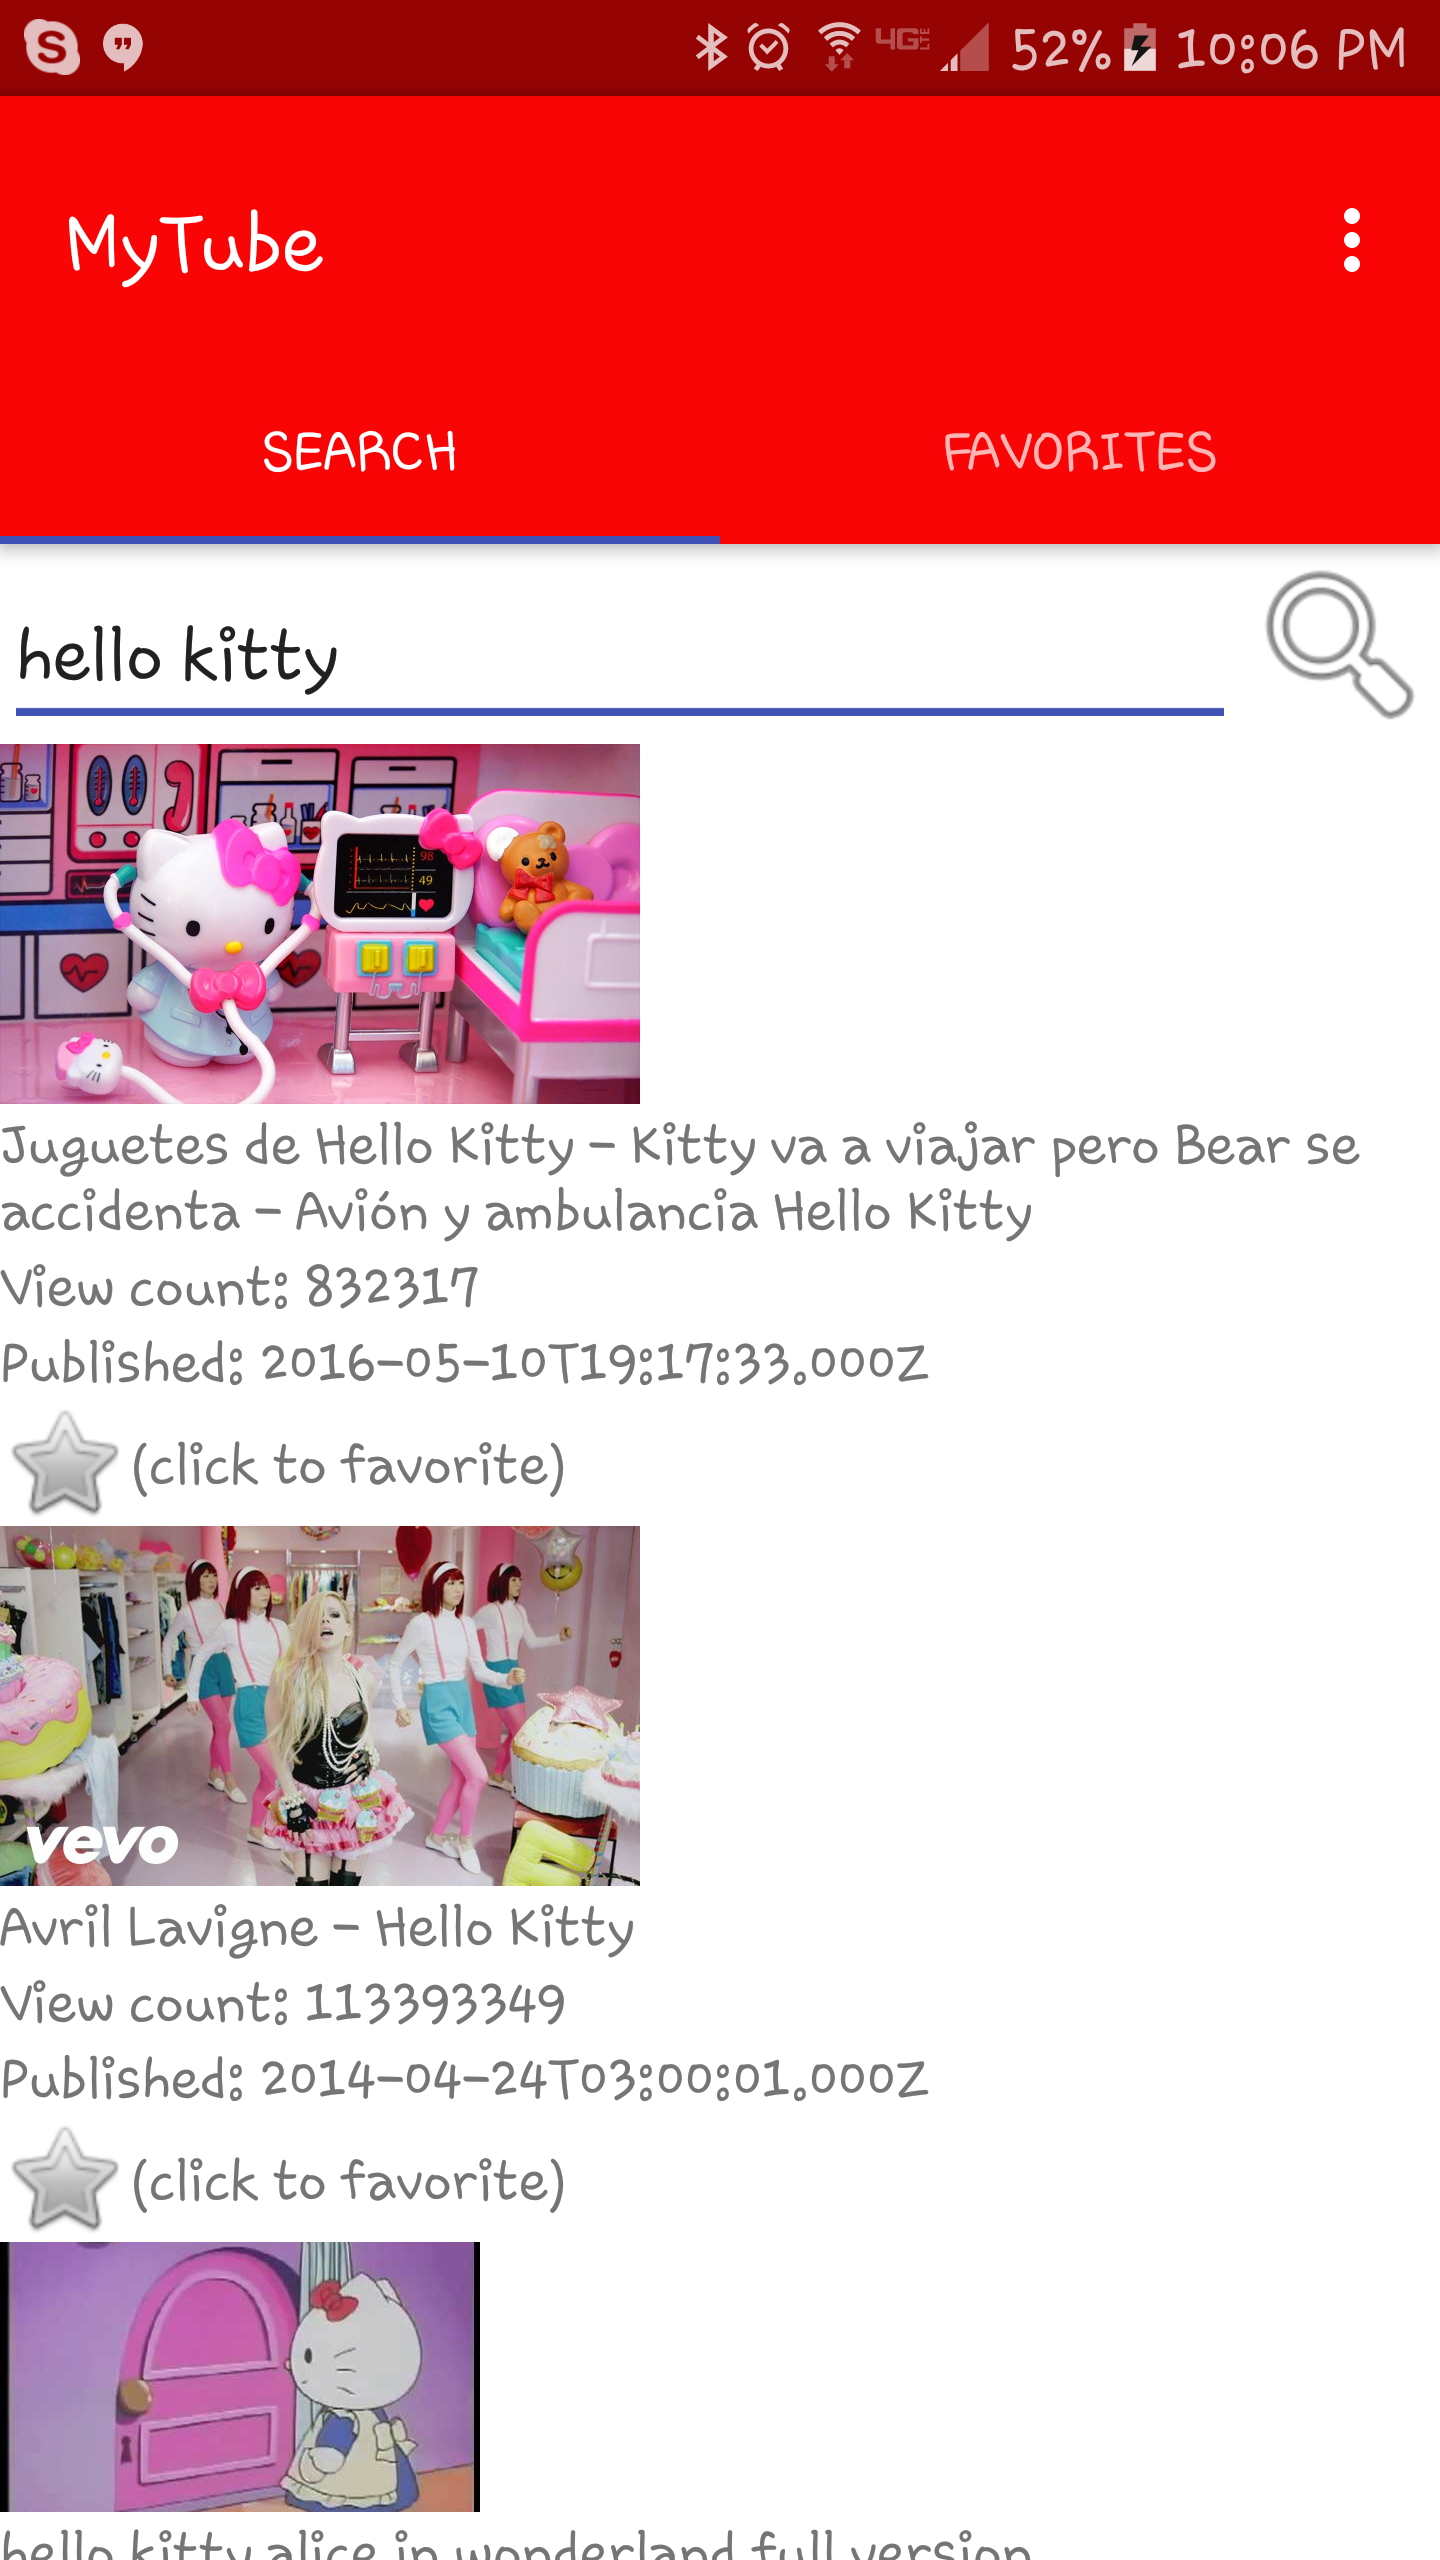 52% 10:06 PM
MyTube
SEARCH FAVORITES
hello kitty
98
49
Juguetes de Hello Kitty - Kitty va a viajar pero Bear se
accidenta - Avión y ambulancia Hello Kitty
View count: 832317
Published: 2016-05-10T19:17:33.000Z
(click to favorite)
vevo
Avril Lavigne - Hello Kitty
View count: 113393349
Published: 2014-04-24T03:00:01.000Z
(click to favorite)
hello kitty alice in wonderland full version